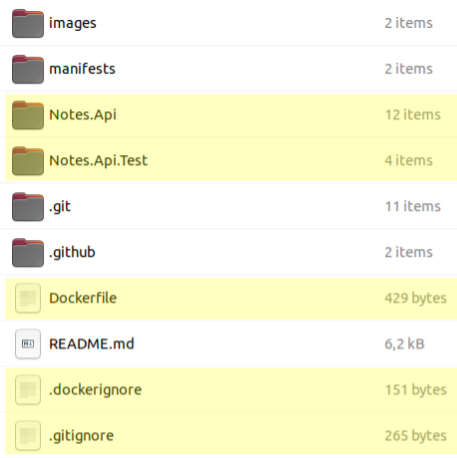 images 2 items
manifests 2 items
Notes.Api 12 items
Notes.Api.Test 4 items
.git 11 items
.github 2 items
Dockerfile 429 bytes
README.md 6,2 kB
.dockerignore 151 bytes
.gitignore 265 bytes